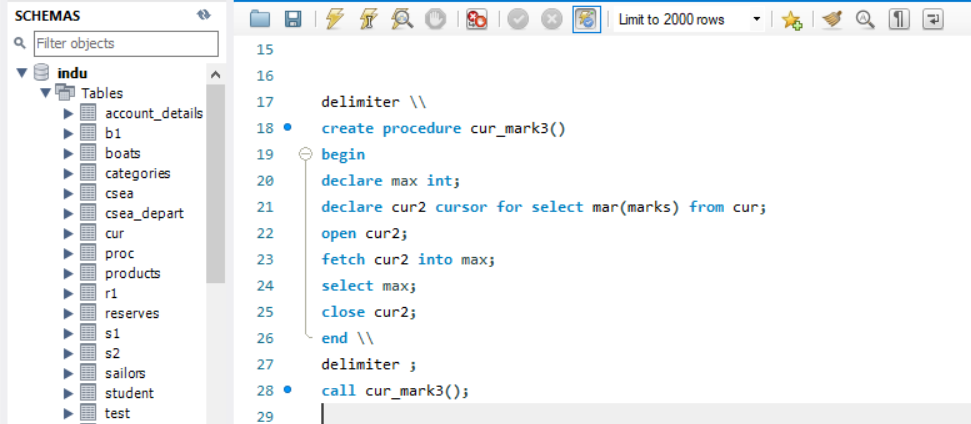 SCHEMAS
Filter objects
indu
Tables
account_details
b1
boats
categories
csea
csea_depart
cur
proc
products
r1
reserves
s1
s2
sailors
student
test
Limit to 2000 rows
15
16
17 delimiter \\
18 create procedure cur_mark3()
19 begin
20 declare max int;
21 declare cur2 cursor for select mar(marks) from cur;
22 open cur2;
23 fetch cur2 into max;
24 select max;
25 close cur2;
26 end \\
27 delimiter ;
28 call cur_mark3();
29